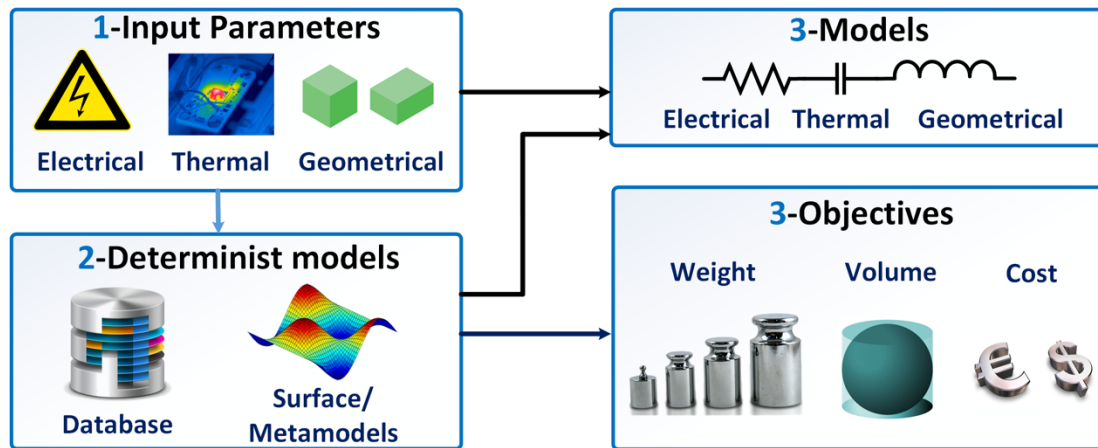 1-Input Parameters
Electrical Thermal Geometrical
2-Determinist models
Database
Surface/
Metamodels
3-Models
Electrical Thermal Geometrical
3-Objectives
Weight Volume Cost
€ $